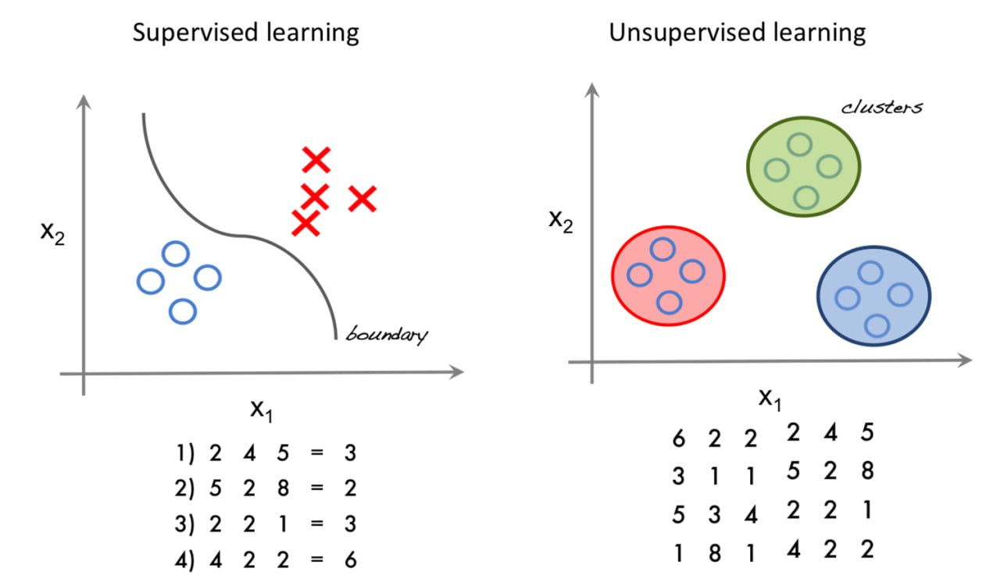 Supervised learning
x2
boundary
x1
1) 2 4 5 = 3
2) 5 2 8 = 2
3) 2 2 1 = 3
4) 4 2 2 = 6
Unsupervised learning
clusters
x2
x1
6 2 2 2 4 5
3 1 1 5 2 8
5 3 4 2 2 1
1 8 1 4 2 2